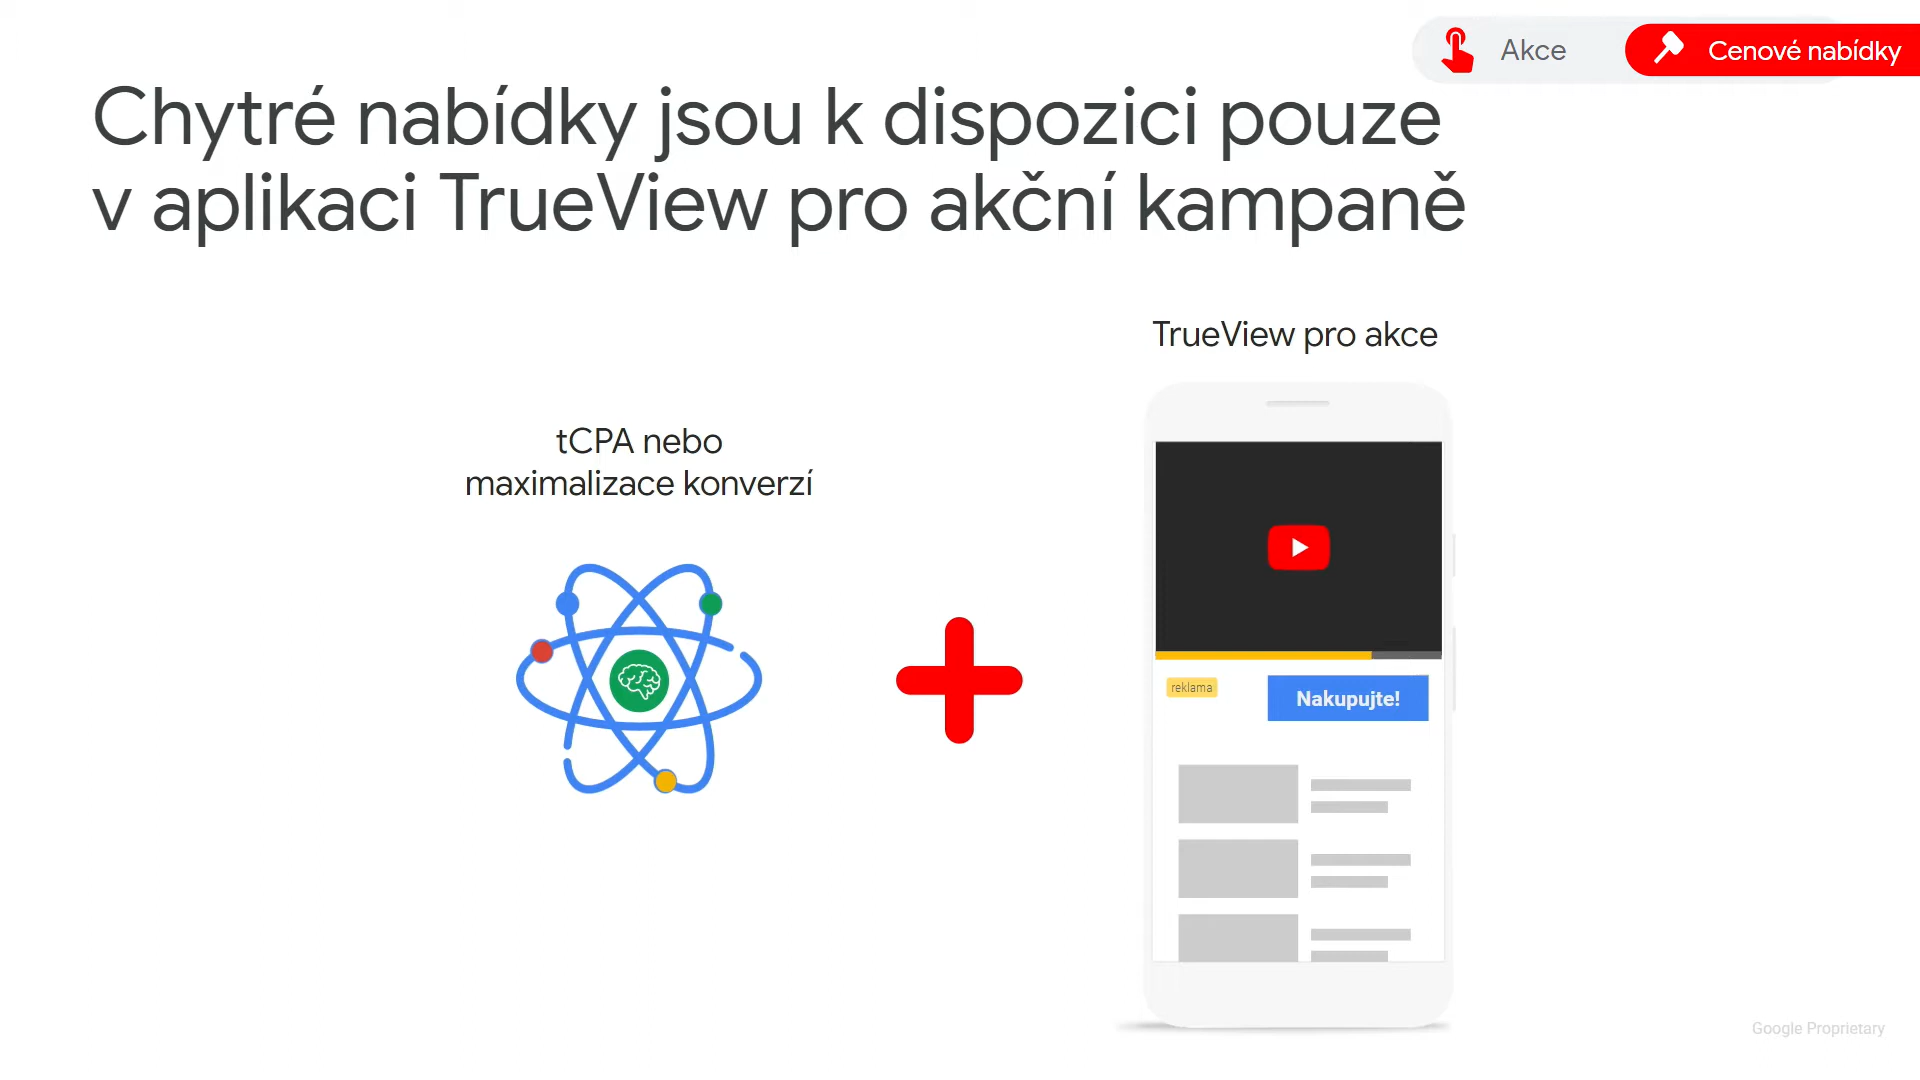 Akce
Cenové nabídky
Chytré nabídky jsou k dispozici pouze
v aplikaci TrueView pro akční kampaně
TrueView pro akce
tCPA nebo
maximalizace konverzí
reklama
Nakupujte!
Google Proprietary